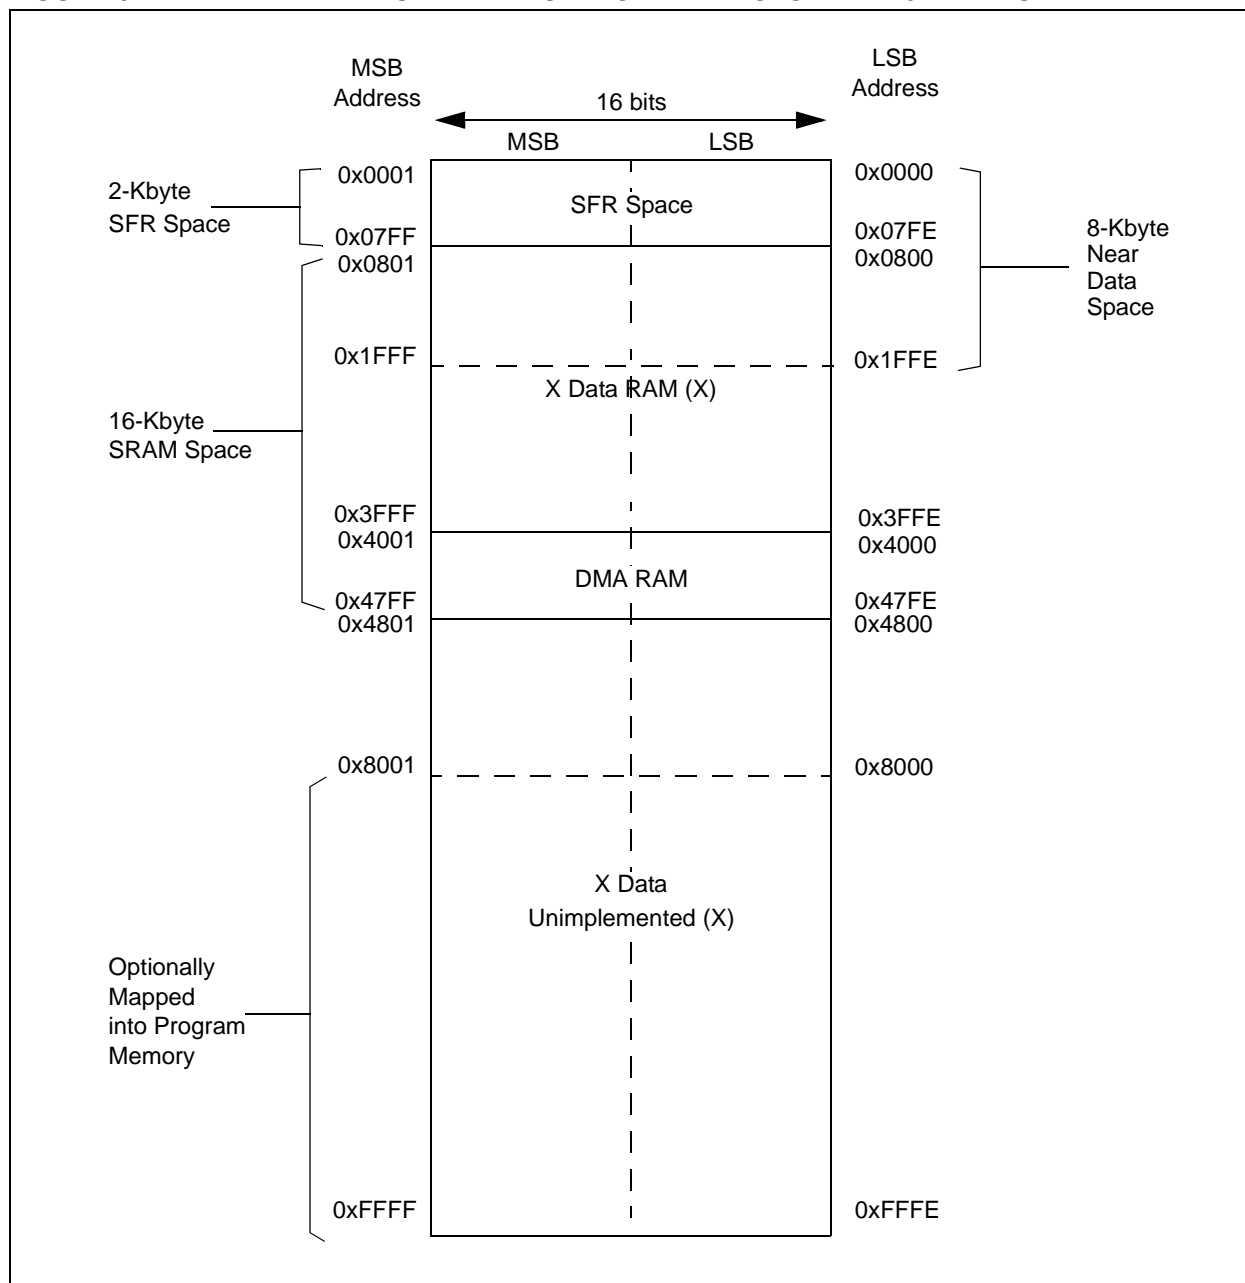 MSB
Address
LSB
Address
16 bits
MSB
LSB
0x0001
0x0000
2-Kbyte
SFR Space
SFR Space
0x07FF
0x07FE
0x0801
0x0800
8-Kbyte
Near
Data
Space
0x1FFF
0x1FFE
X Data RAM (X)
16-Kbyte
SRAM Space
0x3FFF
0x3FFE
0x4001
0x4000
DMA RAM
0x47FF
0x47FE
0x4801
0x4800
0x8001
0x8000
X Data
Unimplemented (X)
Optionally
Mapped
into Program
Memory
0xFFFF
0xFFFE